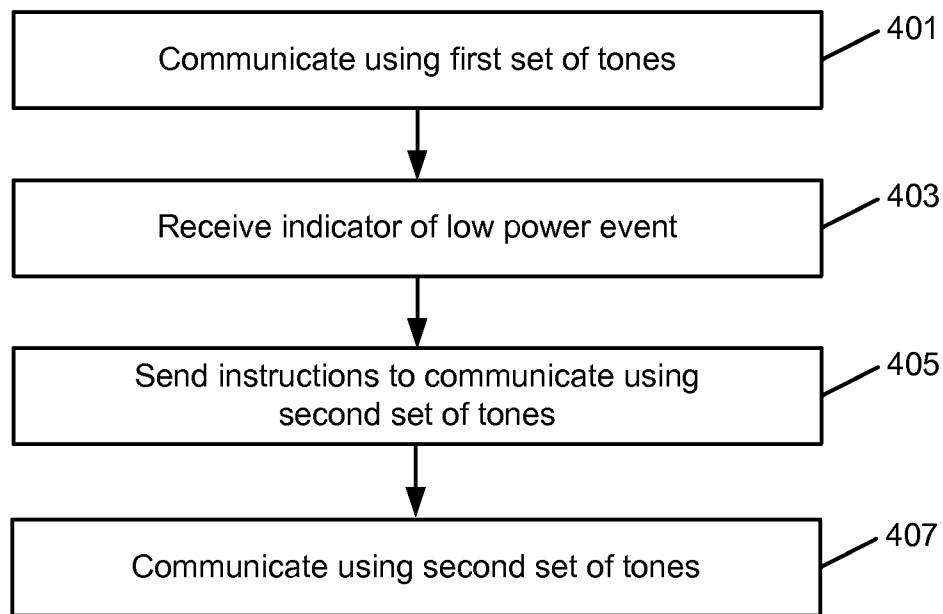 Communicate using first set of tones
401
Receive indicator of low power event
403
Send instructions to communicate using
second set of tones
405
Communicate using second set of tones
407